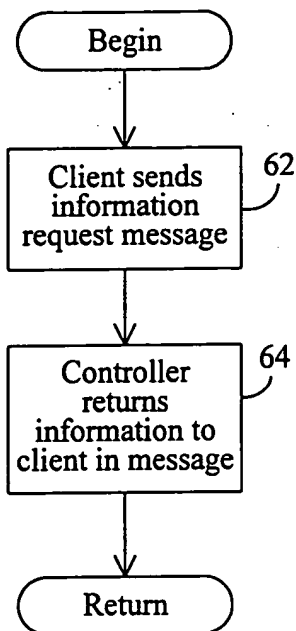 Begin
Client sends
information
request message
62
Controller
returns
information to
client in message
64
Return